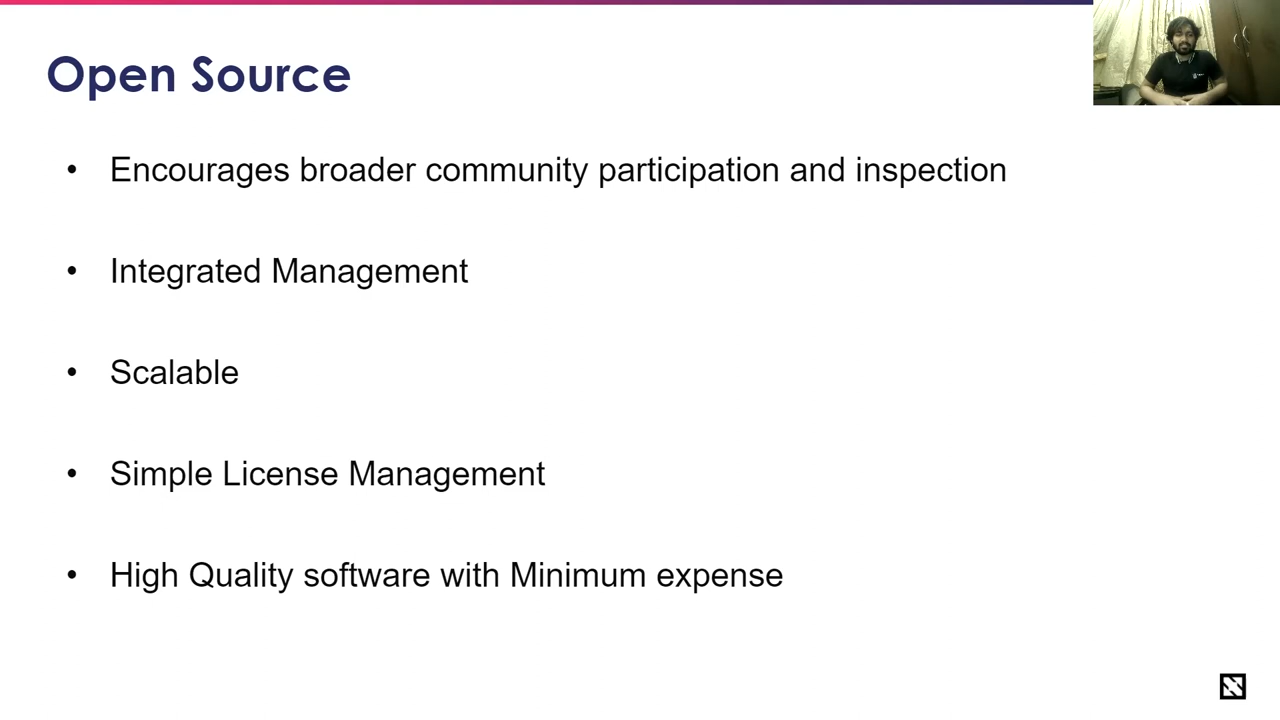 Open Source
• Encourages broader community participation and inspection
• Integrated Management
• Scalable
• Simple License Management
• High Quality software with Minimum expense